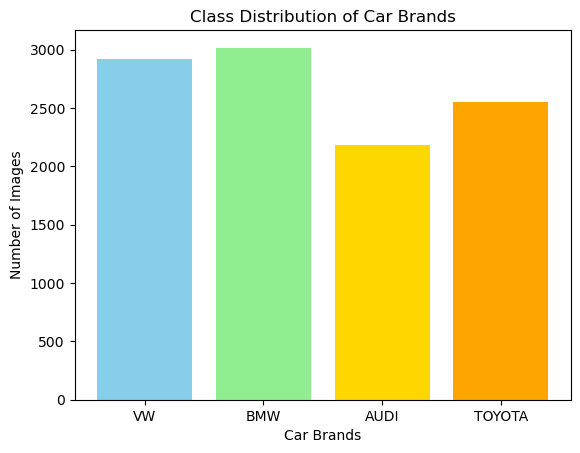 Class Distribution of Car Brands
Number of Images
3000
2500
2000
1500
1000
500
0
VW BMW AUDI TOYOTA
Car Brands